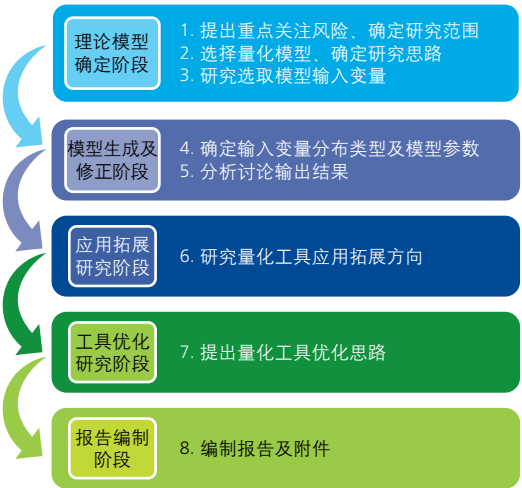 理论模型
确定阶段
1. 提出重点关注风险、确定研究范围
2. 选择量化模型、确定研究思路
3. 研究选取模型输入变量
模型生成及
修正阶段
4. 确定输入变量分布类型及模型参数
5. 分析讨论输出结果
应用拓展
研究阶段
6. 研究量化工具应用拓展方向
工具优化
研究阶段
7. 提出量化工具优化思路
报告编制
阶段
8. 编制报告及附件